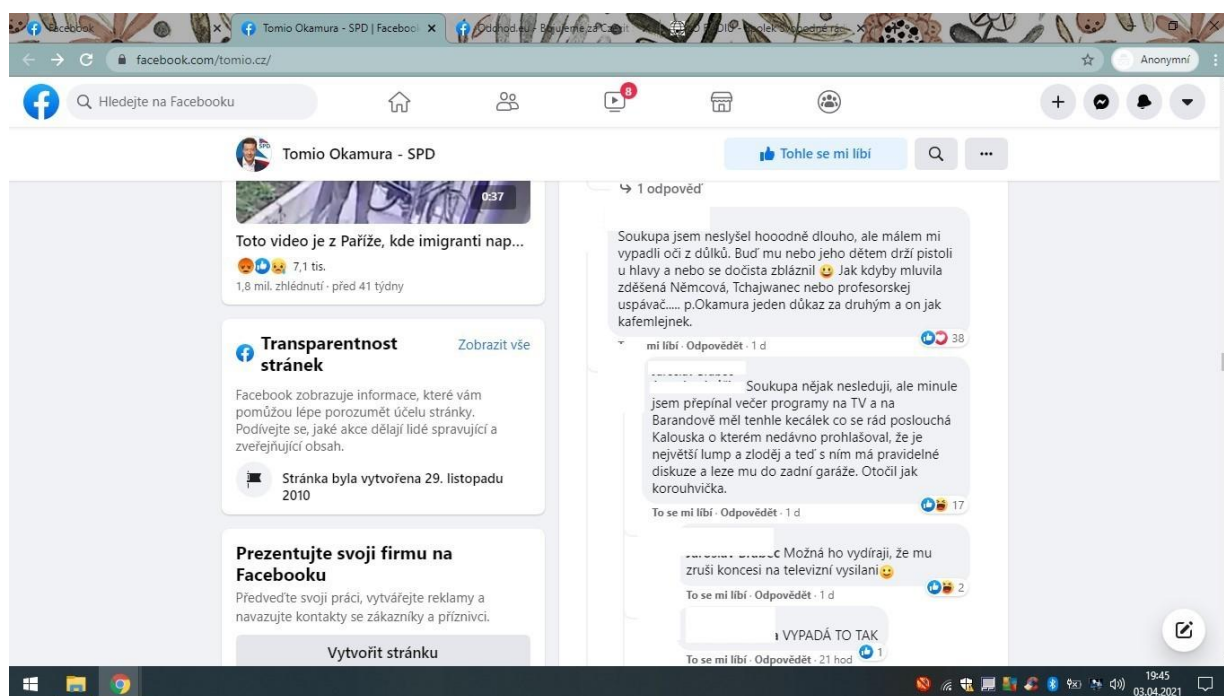 Facebook
Tomio Okamura - SPD | Faceboo
Odchod.eu - Bojujeme za Czexit
facebook.com/tomio.cz/
Anonymní
Hledejte na Facebooku
8
Tomio Okamura - SPD
Tohle se mi líbí
0:37
Toto video je z Paříže, kde imigranti nap...
7,1 tis.
1,8 mil. zhlédnutí · před 41 týdny
Transparentnost stránek
Zobrazit vše
Facebook zobrazuje informace, které vám
pomůžou lépe porozumět účelu stránky.
Podívejte se, jaké akce dělají lidé spravující a
zveřejňující obsah.
Stránka byla vytvořena 29. listopadu
2010
Prezentujte svoji firmu na
Facebooku
Předveďte svoji práci, vytvářejte reklamy a
navazujte kontakty se zákazníky a příznivci.
Vytvořit stránku
1 odpověď
Soukupa jsem neslyšel hooodně dlouho, ale málem mi
vypadli oči z důlků. Buď mu nebo jeho dětem drží pistoli
u hlavy a nebo se dočista zbláznil 😃 Jak kdyby mluvila
zděšená Němcová, Tchajwanec nebo profesorskej
uspávač..... p.Okamura jeden důkaz za druhým a on jak
kafemlejnek.
38
mi líbí · Odpovědět · 1 d
Soukupa nějak nesleduji, ale minule
jsem přepínal večer programy na TV a na
Barandově měl tenhle kecálek co se rád poslouchá
Kalouska o kterém nedávno prohlašoval, že je
největší lump a zloděj a teď s ním má pravidelné
diskuze a leze mu do zadní garáže. Otočil jak
korouhvička.
17
To se mi líbí · Odpovědět · 1 d
Možná ho vydíraji, že mu
zruši koncesi na televizní vysilani😃
2
To se mi líbí · Odpovědět · 1 d
VYPADÁ TO TAK
1
To se mi líbí · Odpovědět · 21 hod
19:45
03.04.2021